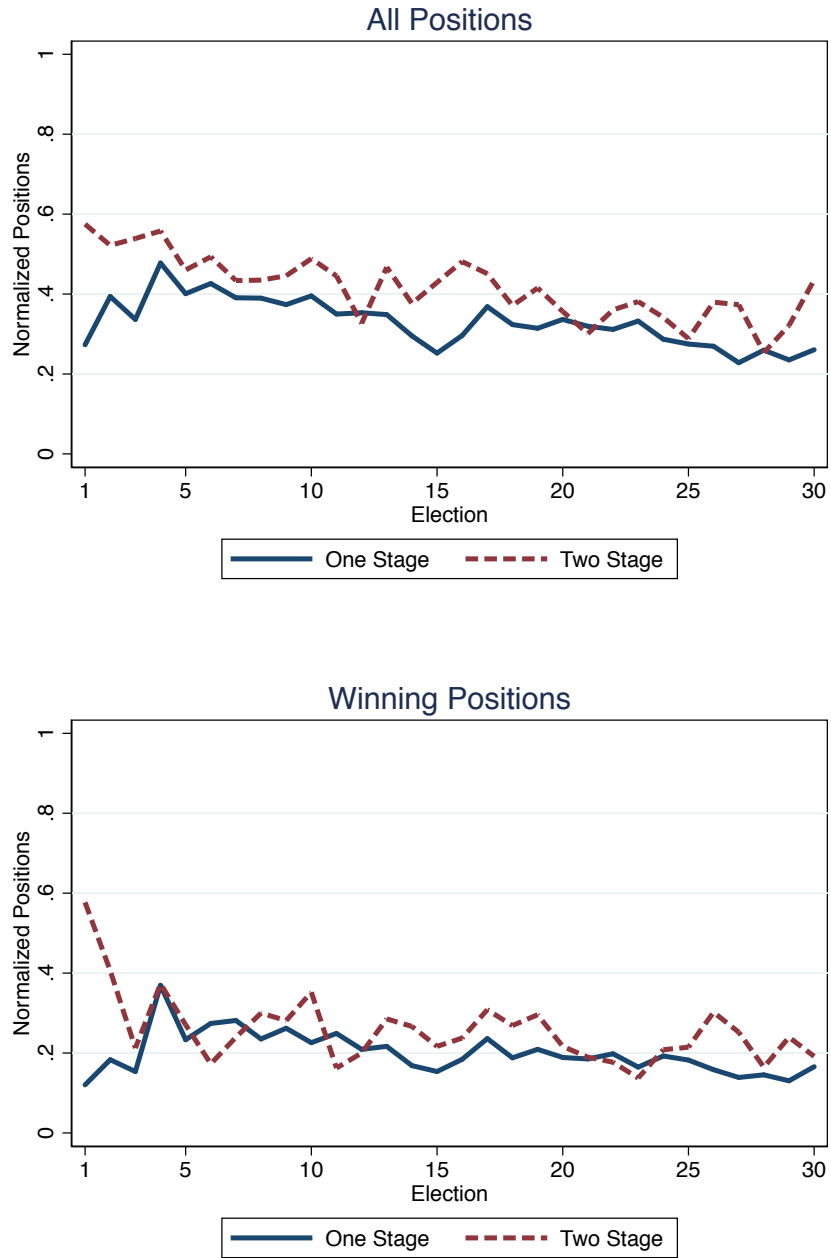 All Positions
Normalized Positions
1
.8
.6
.4
.2
0
1 5 10 15 20 25 30
Election
One Stage Two Stage
Winning Positions
Normalized Positions
1
.8
.6
.4
.2
0
1 5 10 15 20 25 30
Election
One Stage Two Stage